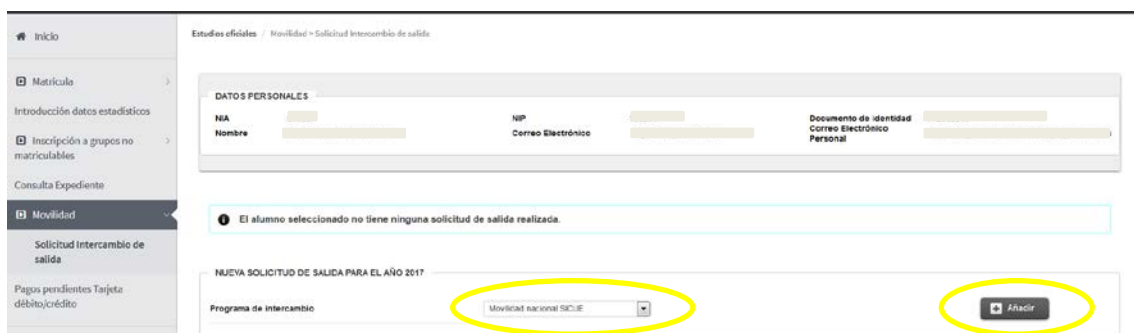 Inicio
Estudios oficiales / Movilidad > Solicitud Intercambio de salida
Matrícula
Introducción datos estadísticos
Inscripción a grupos no
matriculables
Consulta Expediente
Movilidad
Solicitud Intercambio de
salida
Pagos pendientes Tarjeta
débito/crédito
DATOS PERSONALES
NIA NIP Documento de Identidad
Nombre Correo Electrónico Correo Electrónico
Personal
El alumno seleccionado no tiene ninguna solicitud de salida realizada.
NUEVA SOLICITUD DE SALIDA PARA EL AÑO 2017
Programa de intercambio Movilidad nacional SICUE Añadir